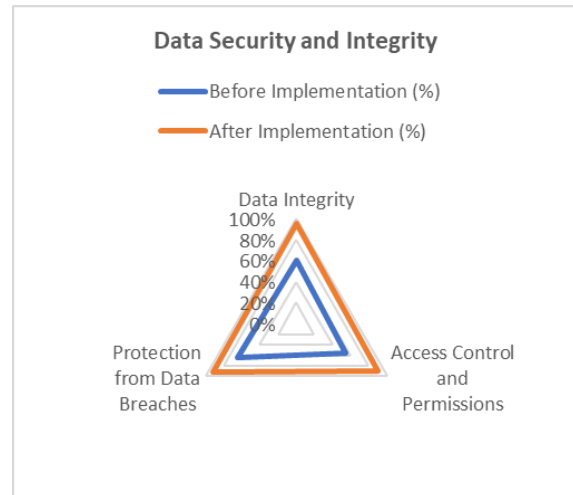 Data Security and Integrity
Before Implementation (%)
After Implementation (%)
Data Integrity
100%
80%
60%
40%
20%
0%
Protection
from Data
Breaches
Access Control
and
Permissions